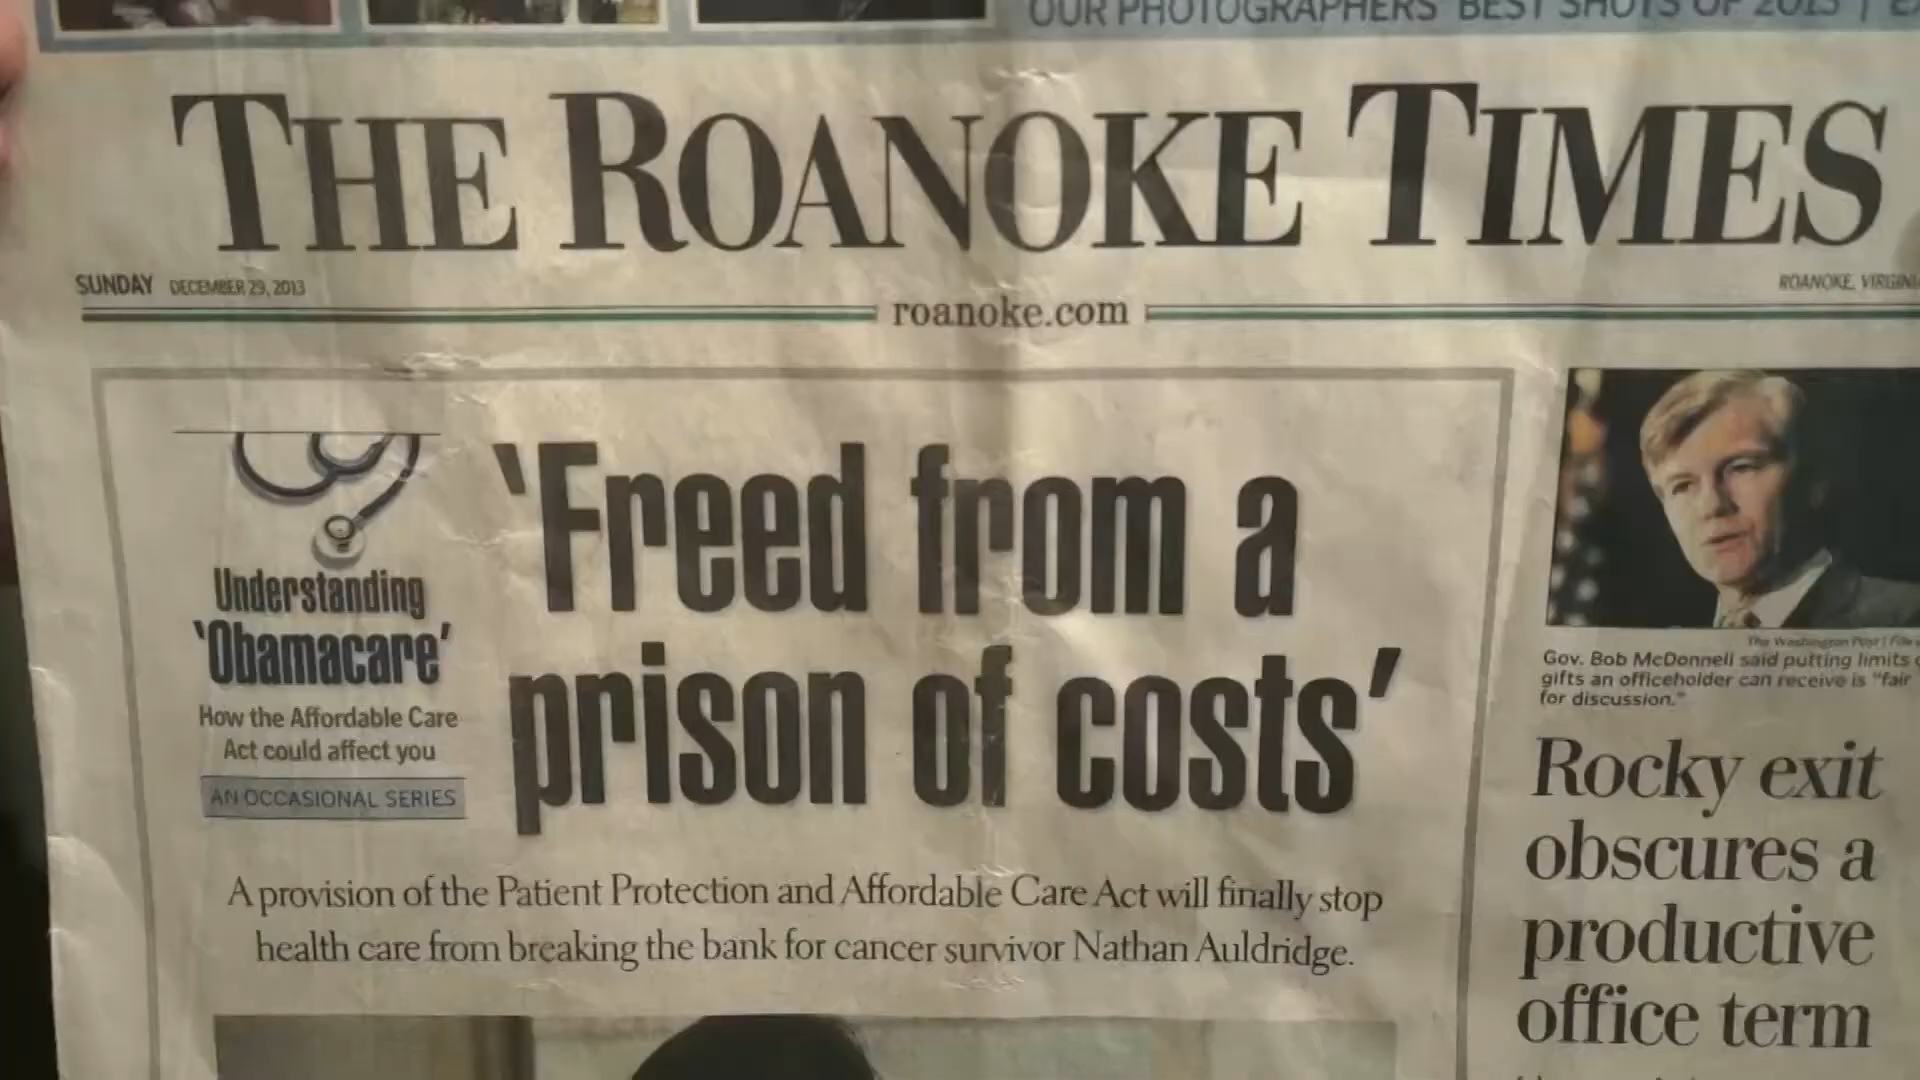 OUR PHOTOGRAPHERS' BEST SHOTS OF 2013 |
THE ROANOKE TIMES
SUNDAY DECEMBER 29, 2013
ROANOKE, VIRGINIA
roanoke.com
Understanding
'Obamacare'
How the Affordable Care
Act could affect you
AN OCCASIONAL SERIES
'Freed from a
prison of costs'
A provision of the Patient Protection and Affordable Care Act will finally stop
health care from breaking the bank for cancer survivor Nathan Auldridge.
The Washington Post | File
Gov. Bob McDonnell said putting limits
gifts an officeholder can receive is "fair
for discussion."
Rocky exit
obscures a
productive
office term